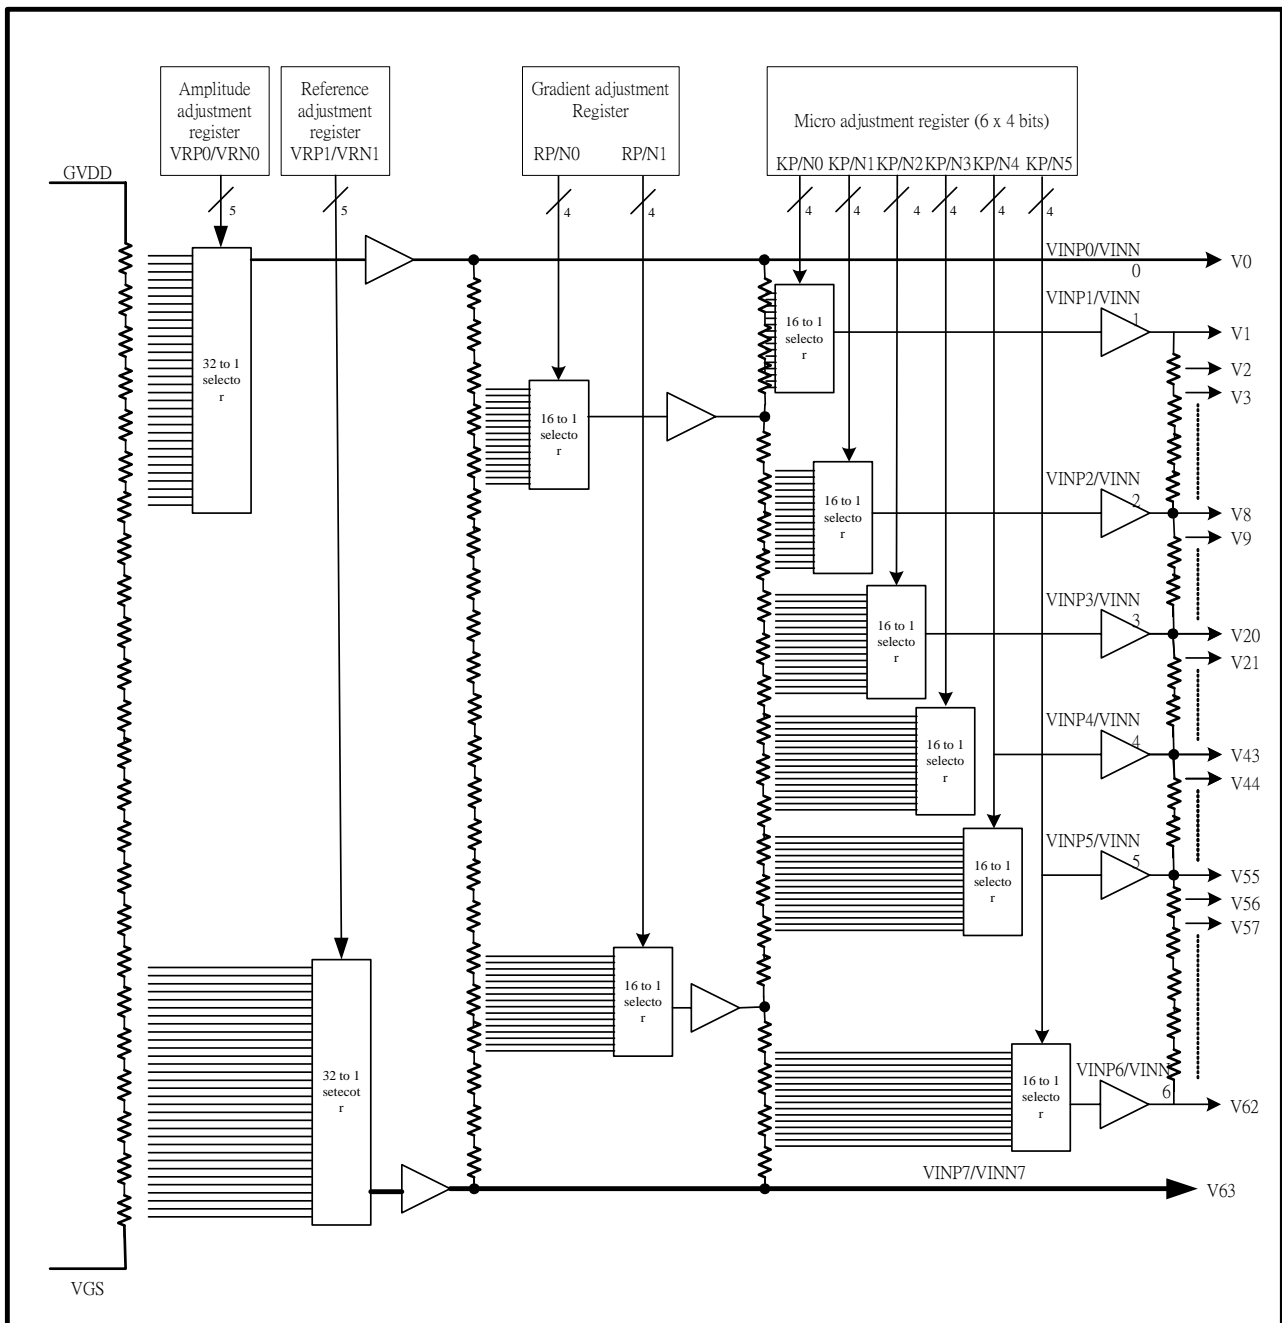 Amplitude
adjustment
register
VRP0/VRN0
Reference
adjustment
register
VRP1/VRN1
Gradient adjustment
Register
RP/N0 RP/N1
Micro adjustment register (6 x 4 bits)
KP/N0 KP/N1 KP/N2 KP/N3 KP/N4 KP/N5
GVDD
5
5
4
4
4
4
4
4
4
4
VINP0/VINN
0
V0
VINP1/VINN
1
V1
16 to 1
selecto
r
V2
V3
32 to 1
selecto
r
16 to 1
selecto
r
VINP2/VINN
2
V8
16 to 1
selecto
r
V9
VINP3/VINN
3
V20
16 to 1
selecto
r
V21
VINP4/VINN
4
V43
16 to 1
selecto
r
V44
VINP5/VINN
5
V55
16 to 1
selecto
r
V56
V57
16 to 1
selecto
r
32 to 1
setecot
r
VINP6/VINN
6
V62
16 to 1
selecto
r
VINP7/VINN7
V63
VGS